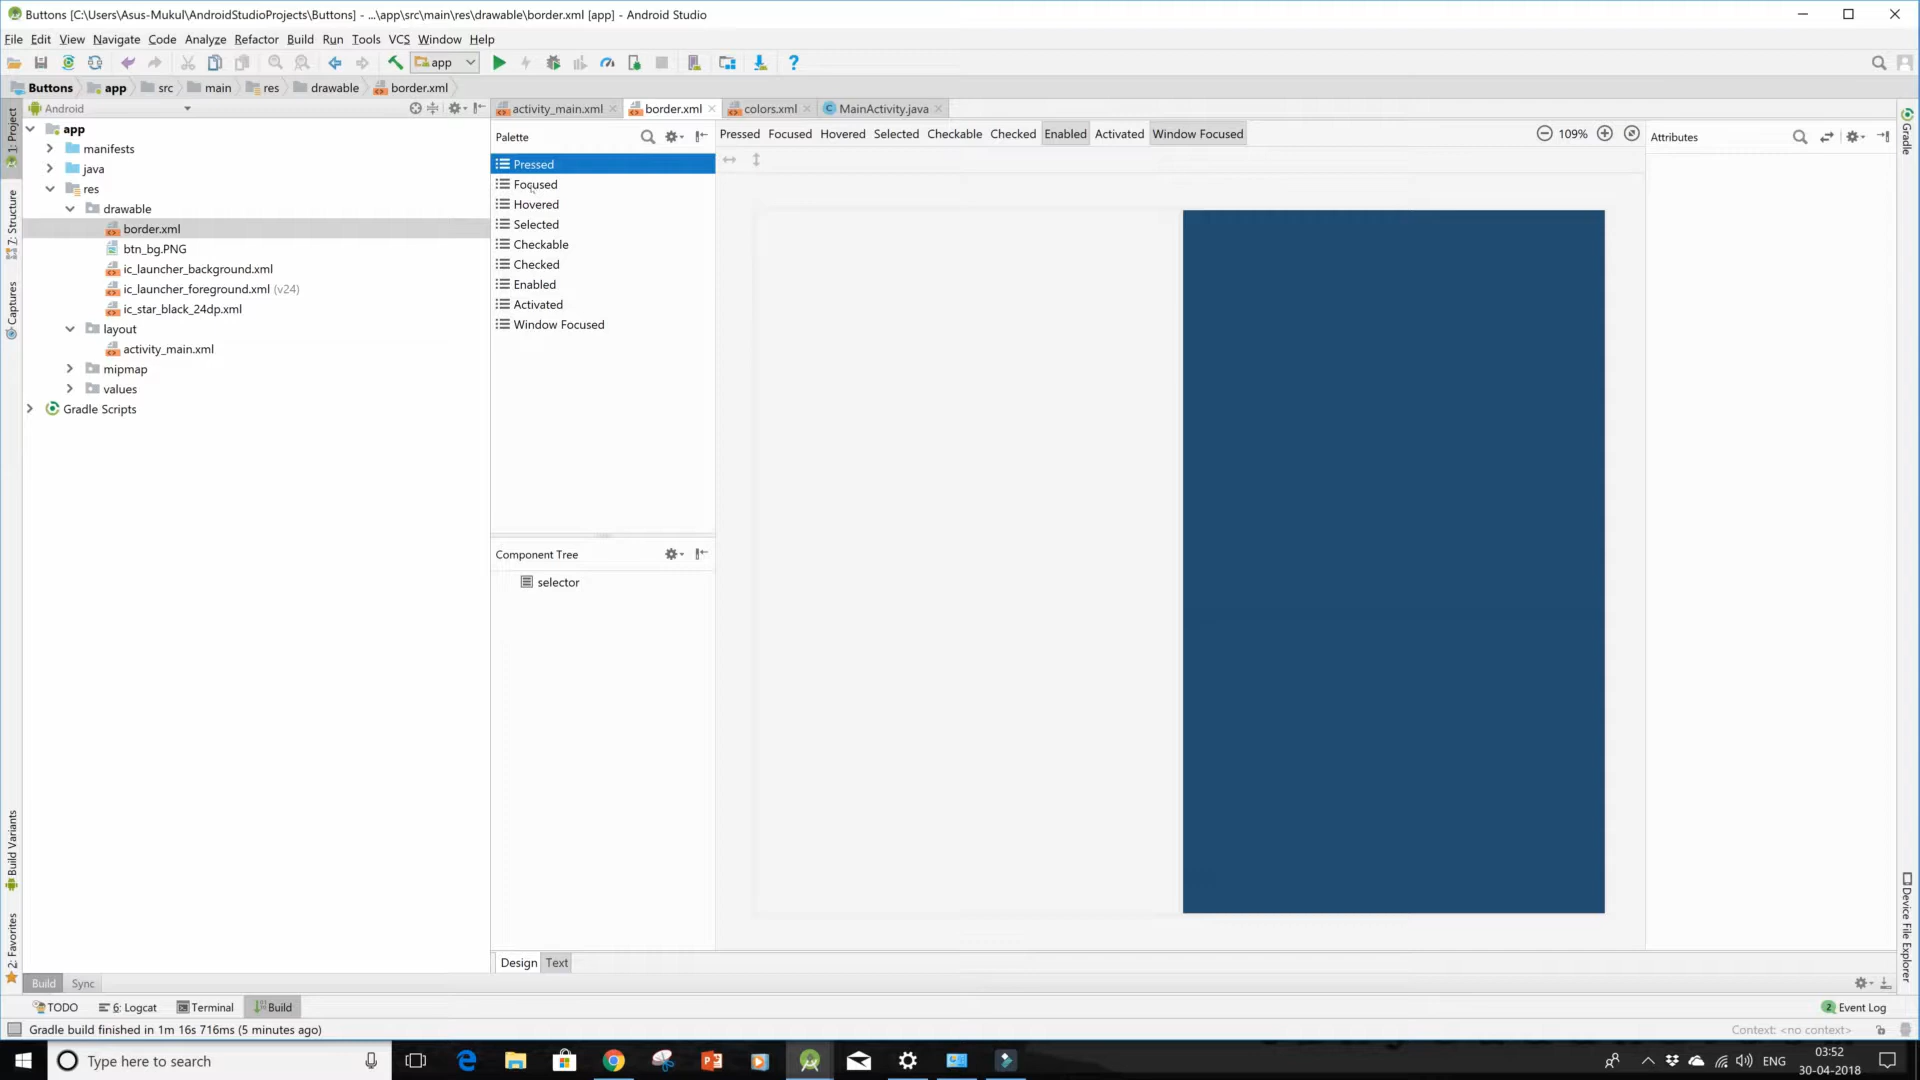 Buttons [C:\Users\Asus-Mukul\AndroidStudioProjects\Buttons] - ...\app\src\main\res\drawable\border.xml [app] - Android Studio
File Edit View Navigate Code Analyze Refactor Build Run Tools VCS Window Help
app
Buttons app src main res drawable border.xml
Android
activity_main.xml border.xml colors.xml MainActivity.java
1: Project
7: Structure
Captures
Build Variants
2: Favorites
app
manifests
java
res
drawable
border.xml
btn_bg.PNG
ic_launcher_background.xml
ic_launcher_foreground.xml (v24)
ic_star_black_24dp.xml
layout
activity_main.xml
mipmap
values
Gradle Scripts
Palette
Pressed
Focused
Hovered
Selected
Checkable
Checked
Enabled
Activated
Window Focused
Component Tree
selector
Pressed Focused Hovered Selected Checkable Checked Enabled Activated Window Focused
109%
Attributes
Gradle
Device File Explorer
Design Text
Build Sync
TODO 6: Logcat Terminal Build
2 Event Log
Gradle build finished in 1m 16s 716ms (5 minutes ago)
Context: <no context>
Type here to search
ENG
03:52
30-04-2018